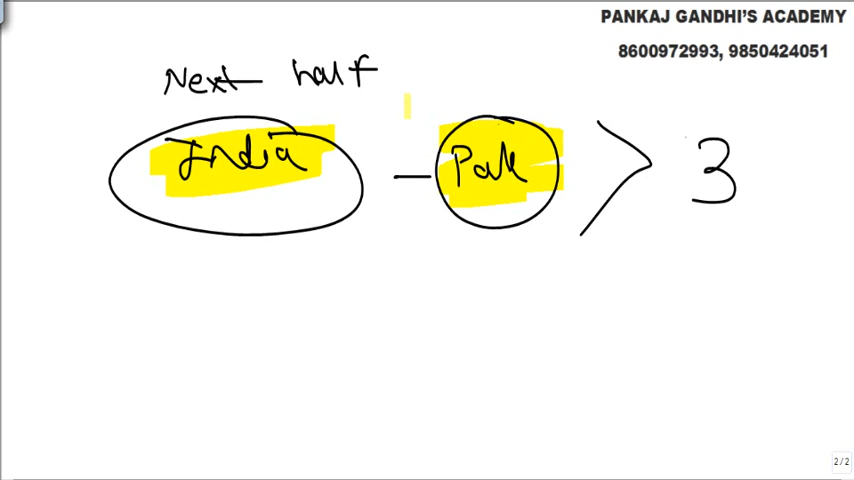 PANKAJ GANDHI'S ACADEMY
8600972993, 9850424051
Next half
India - Pak > 3
2/2